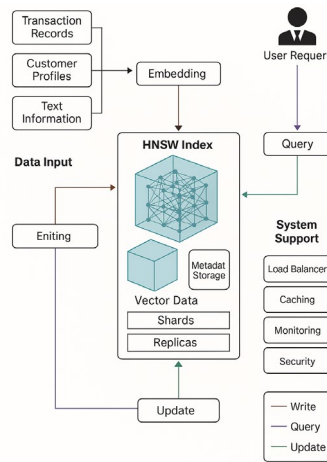 Transaction
Records
Customer
Profiles
Text
Information
Embedding
User Requer
Query
Data Input
HNSW Index
Eniting
Metadat
Storage
Vector Data
Shards
Replicas
Update
System
Support
Load Balancer
Caching
Monitoring
Security
Write
Query
Update